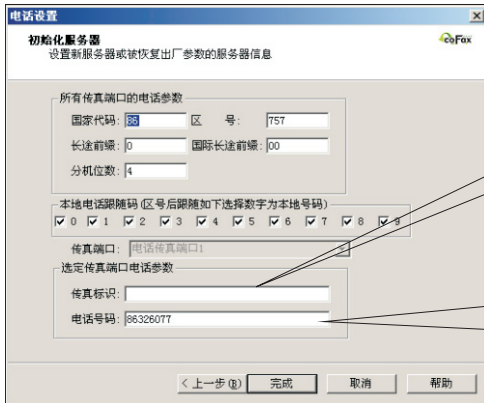 电话设置
初始化服务器
设置新服务器或被恢复出厂参数的服务器信息
coFax
所有传真端口的电话参数
国家代码: 86 区 号: 757
长途前缀: 0 国际长途前缀: 00
分机位数: 4
本地电话跟随码(区号后跟随如下选择数字为本地号码)
0 1 2 3 4 5 6 7 8 9
传真端口: 电话传真端口1
选定传真端口电话参数
传真标识:
电话号码: 86326077
<上一步(B) 完成 取消 帮助